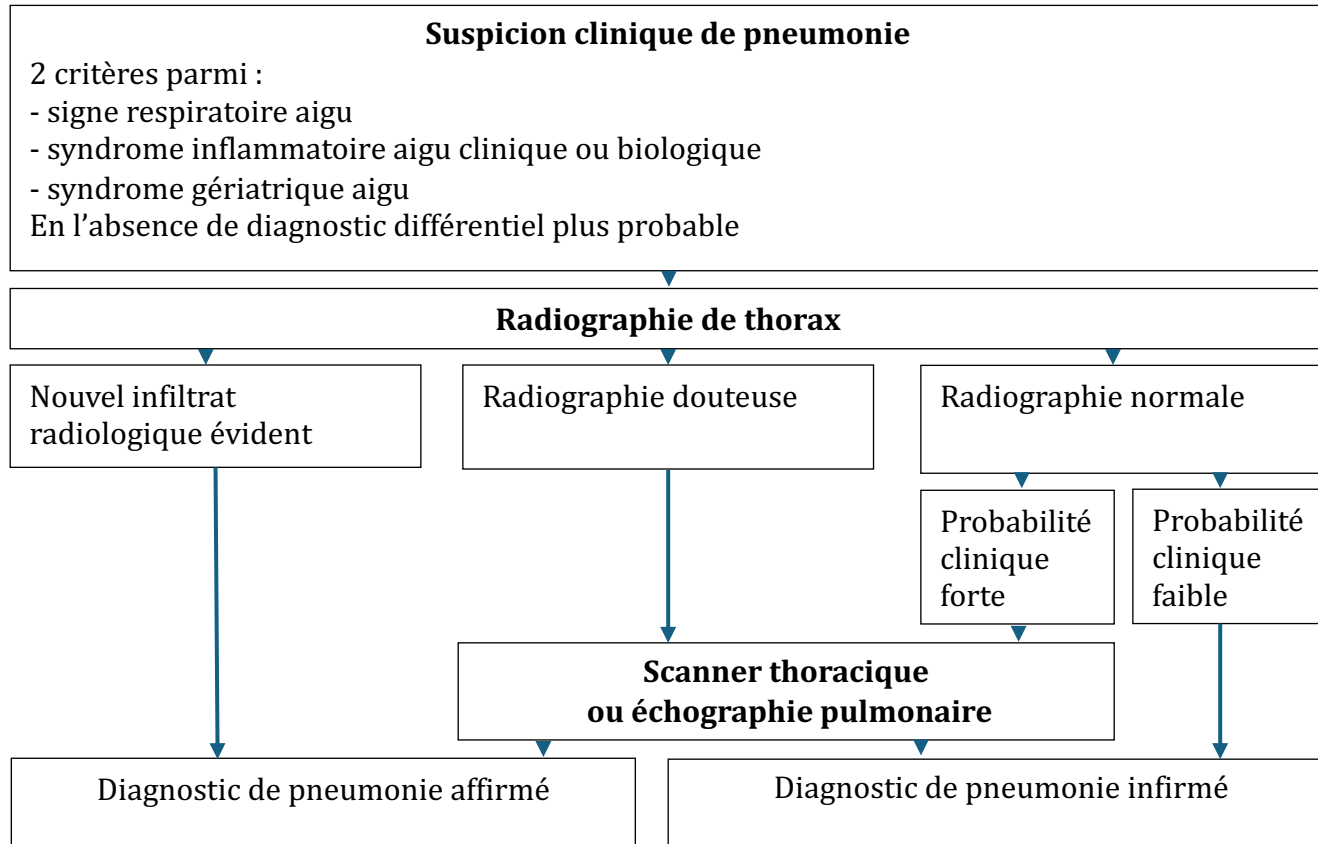 Suspicion clinique de pneumonie
2 critères parmi :
- signe respiratoire aigu
- syndrome inflammatoire aigu clinique ou biologique
- syndrome gériatrique aigu
En l’absence de diagnostic différentiel plus probable
Radiographie de thorax
Nouvel infiltrat
radiologique évident
Radiographie douteuse
Radiographie normale
Probabilité
clinique
forte
Probabilité
clinique
faible
Scanner thoracique
ou échographie pulmonaire
Diagnostic de pneumonie affirmé
Diagnostic de pneumonie infirmé